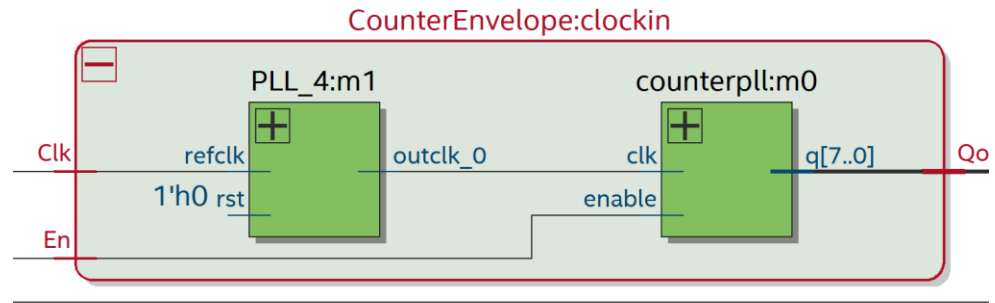 CounterEnvelope:clockin
PLL_4:m1
counterpll:m0
Clk
refclk
outclk_0
clk
q[7..0]
Qo
1'h0 rst
enable
En